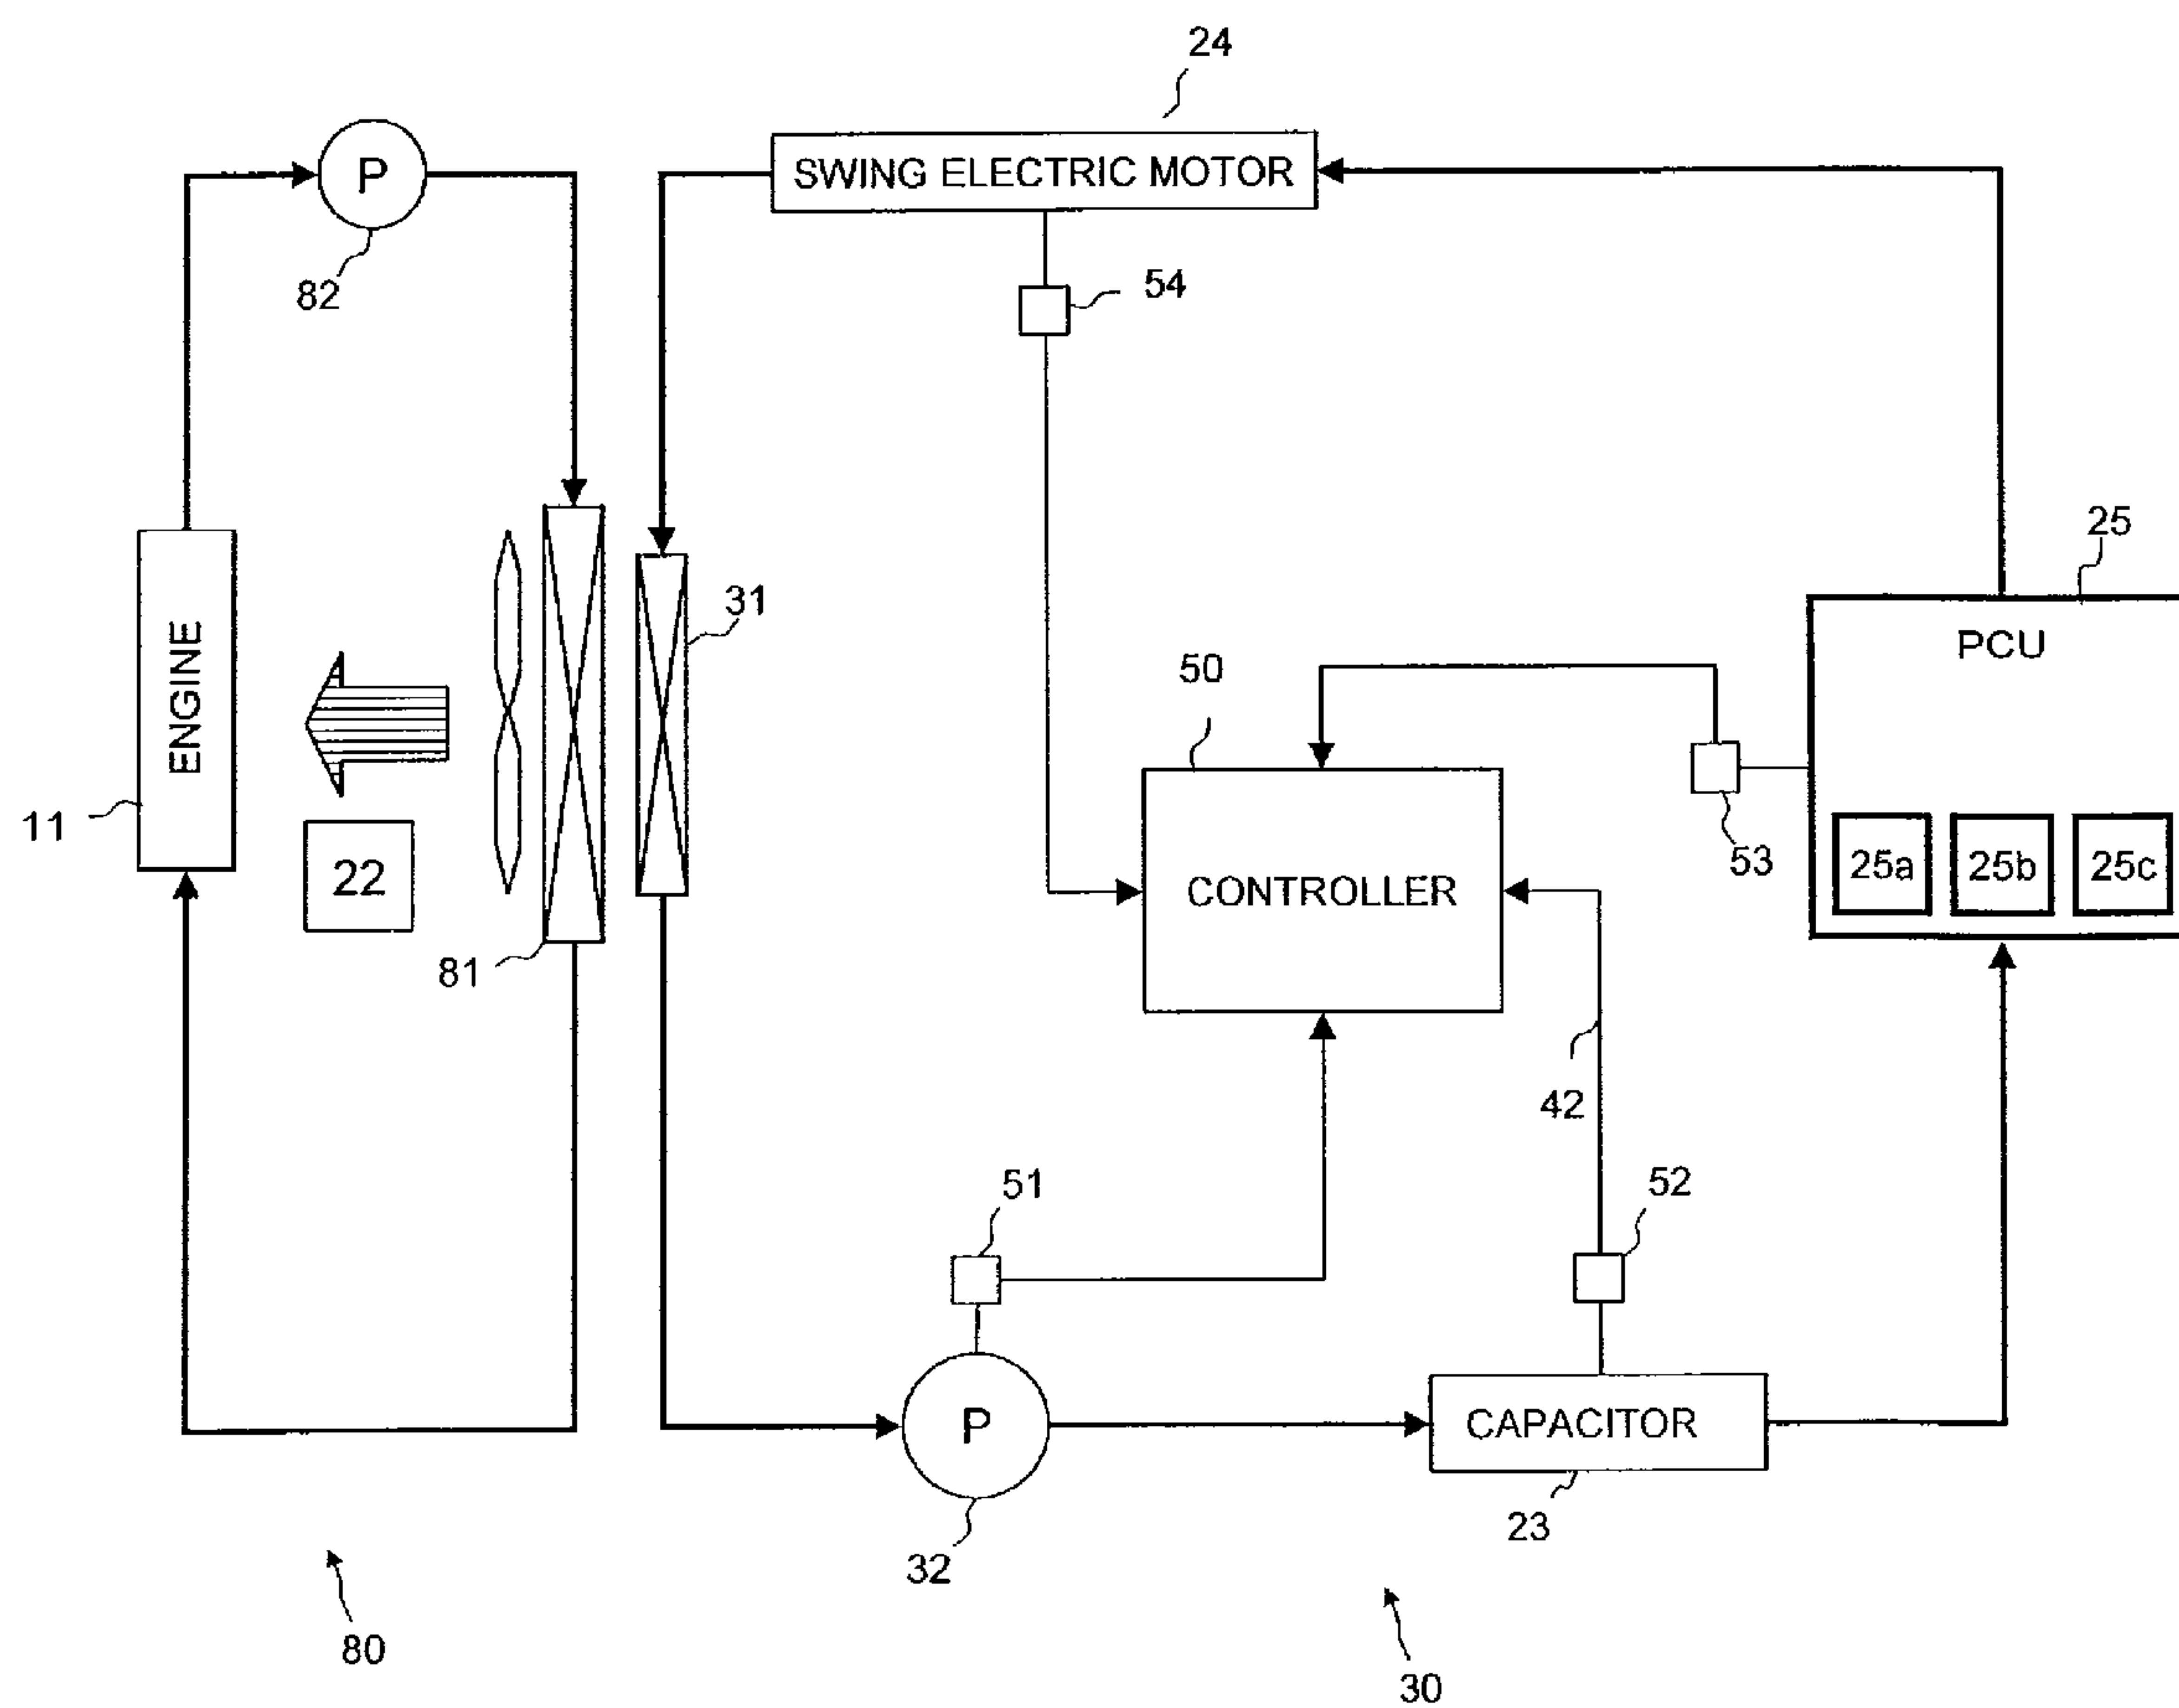 24
P
SWING ELECTRIC MOTOR
82
54
25
31
PCU
50
ENGINE
11
53
25a
25b
25c
22
CONTROLLER
81
42
51
52
P
CAPACITOR
23
32
80
30